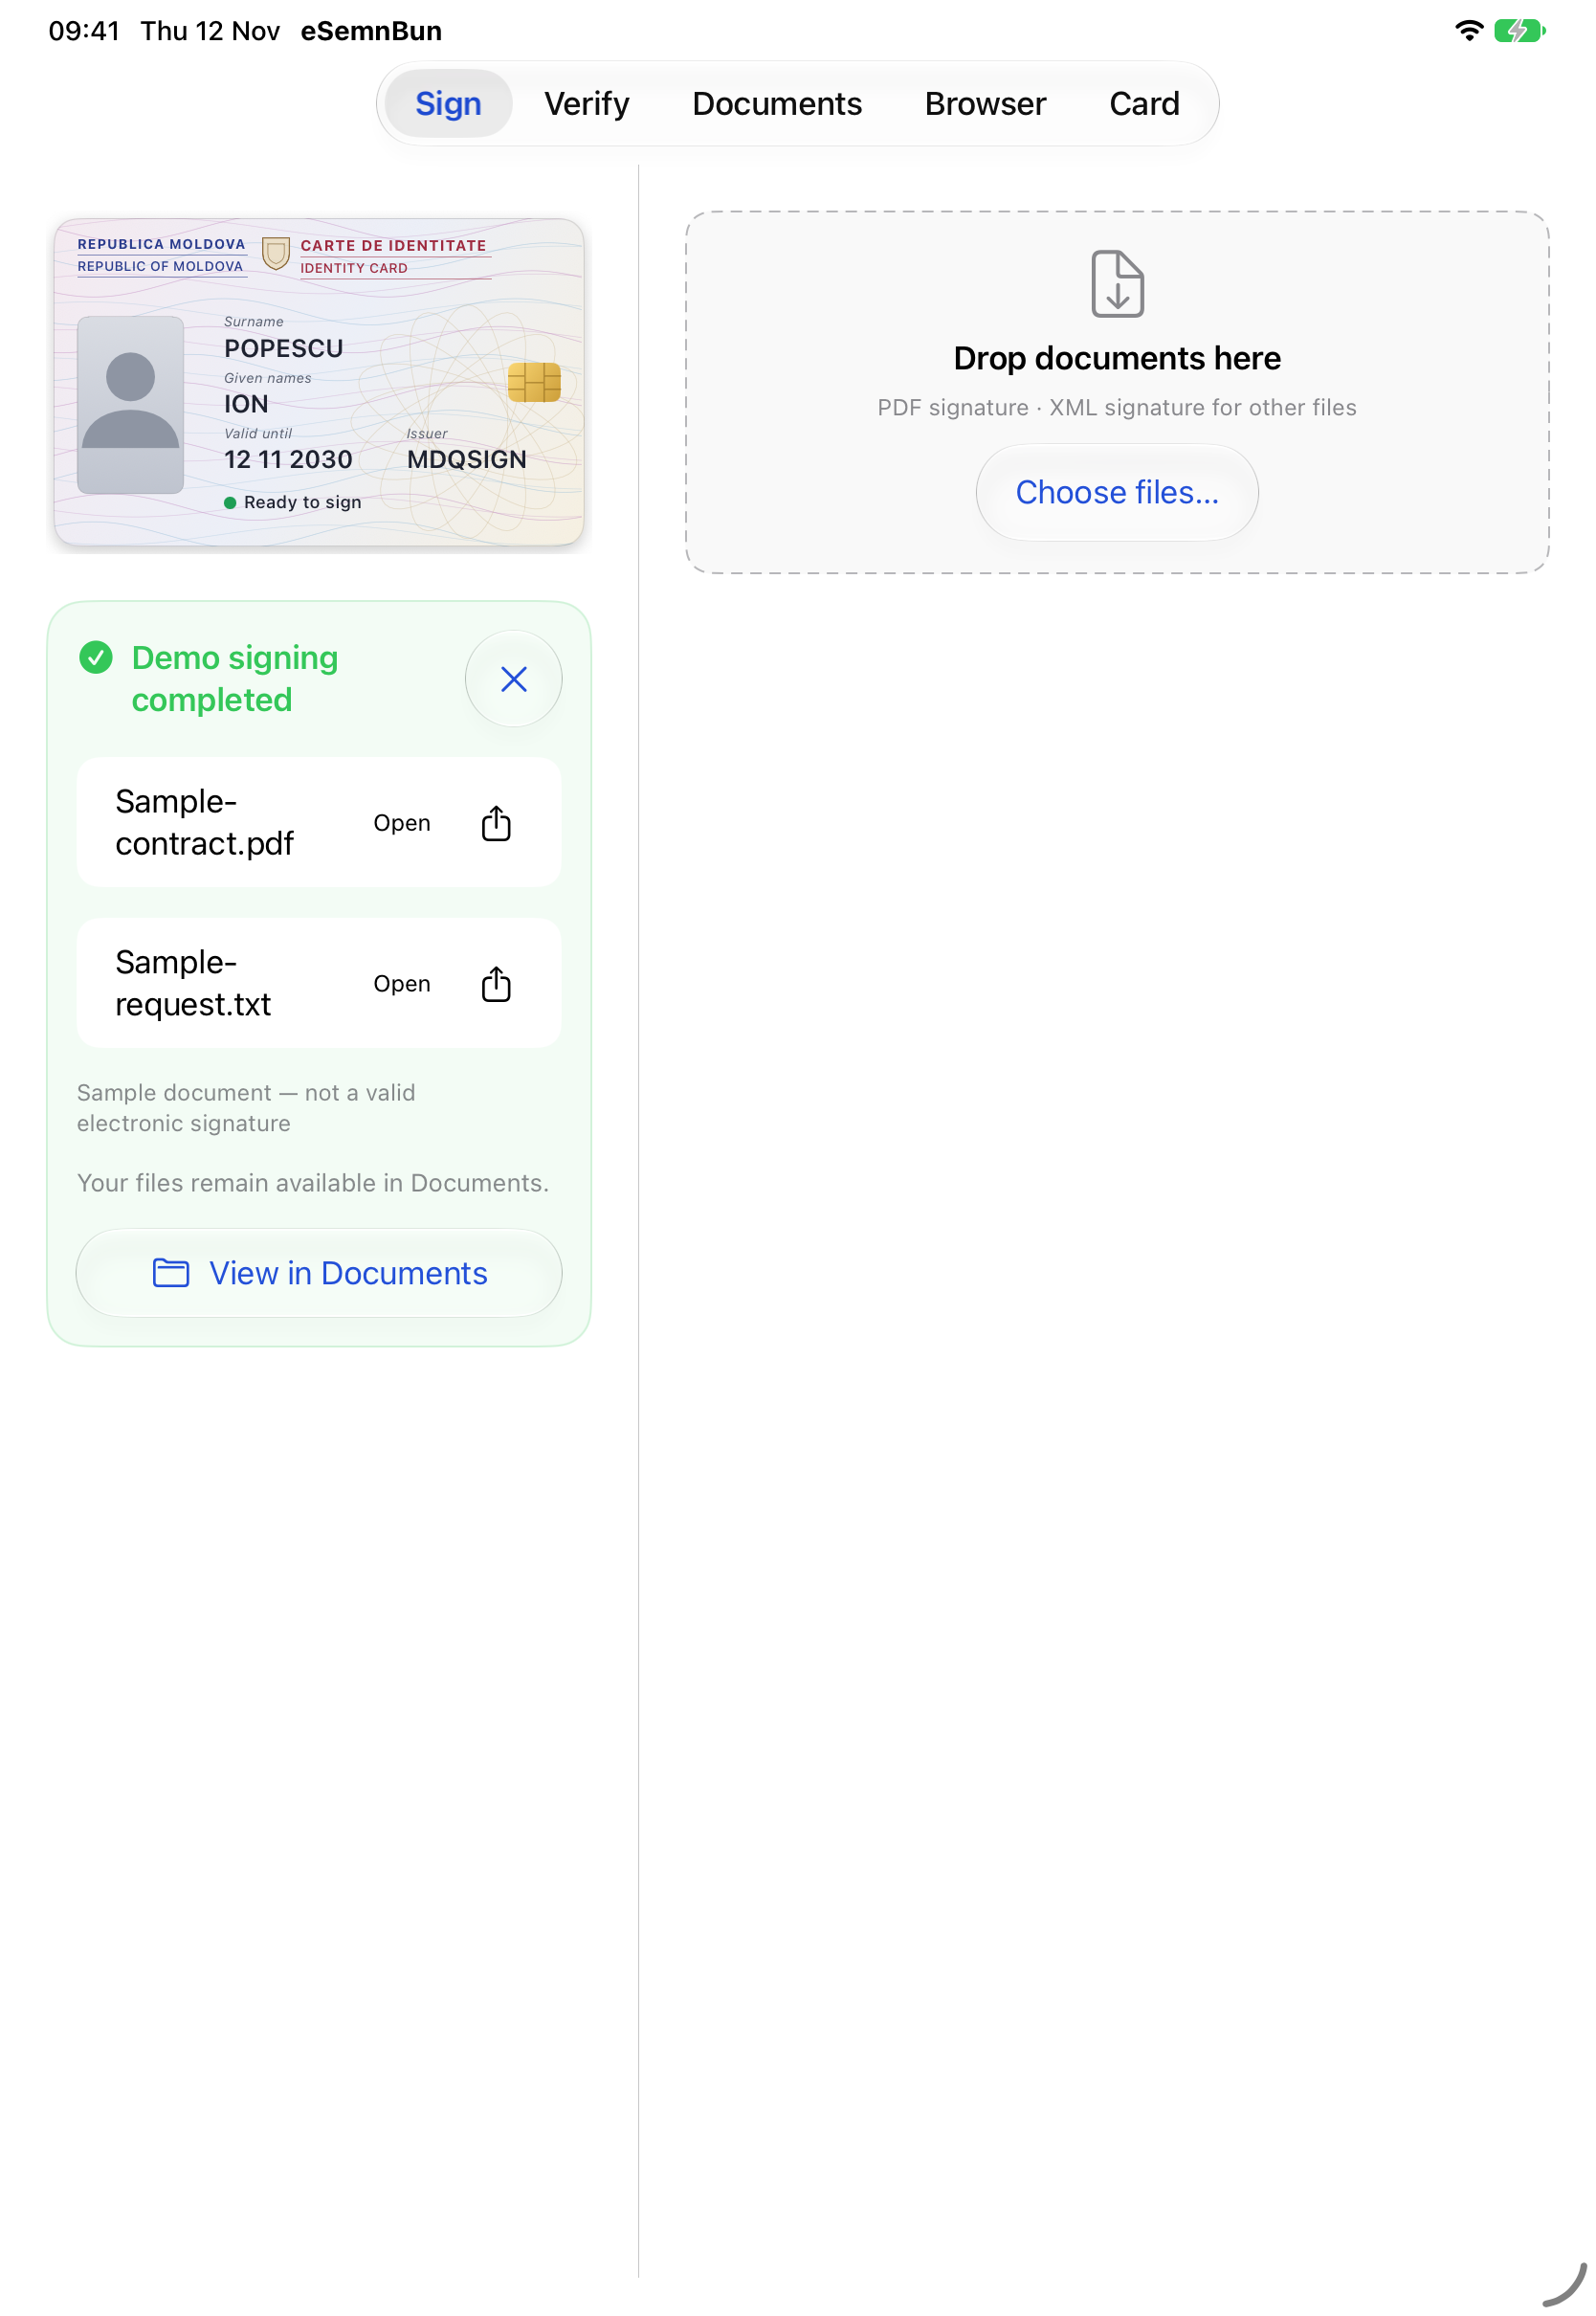 09:41 Thu 12 Nov eSemnBun
Sign Verify Documents Browser Card
REPUBLICA MOLDOVA
REPUBLIC OF MOLDOVA
CARTE DE IDENTITATE
IDENTITY CARD
Surname
POPESCU
Given names
ION
Valid until
12 11 2030
Issuer
MDQSIGN
Ready to sign
Demo signing
completed
Sample-
contract.pdf
Open
Sample-
request.txt
Open
Sample document — not a valid
electronic signature
Your files remain available in Documents.
View in Documents
Drop documents here
PDF signature · XML signature for other files
Choose files...